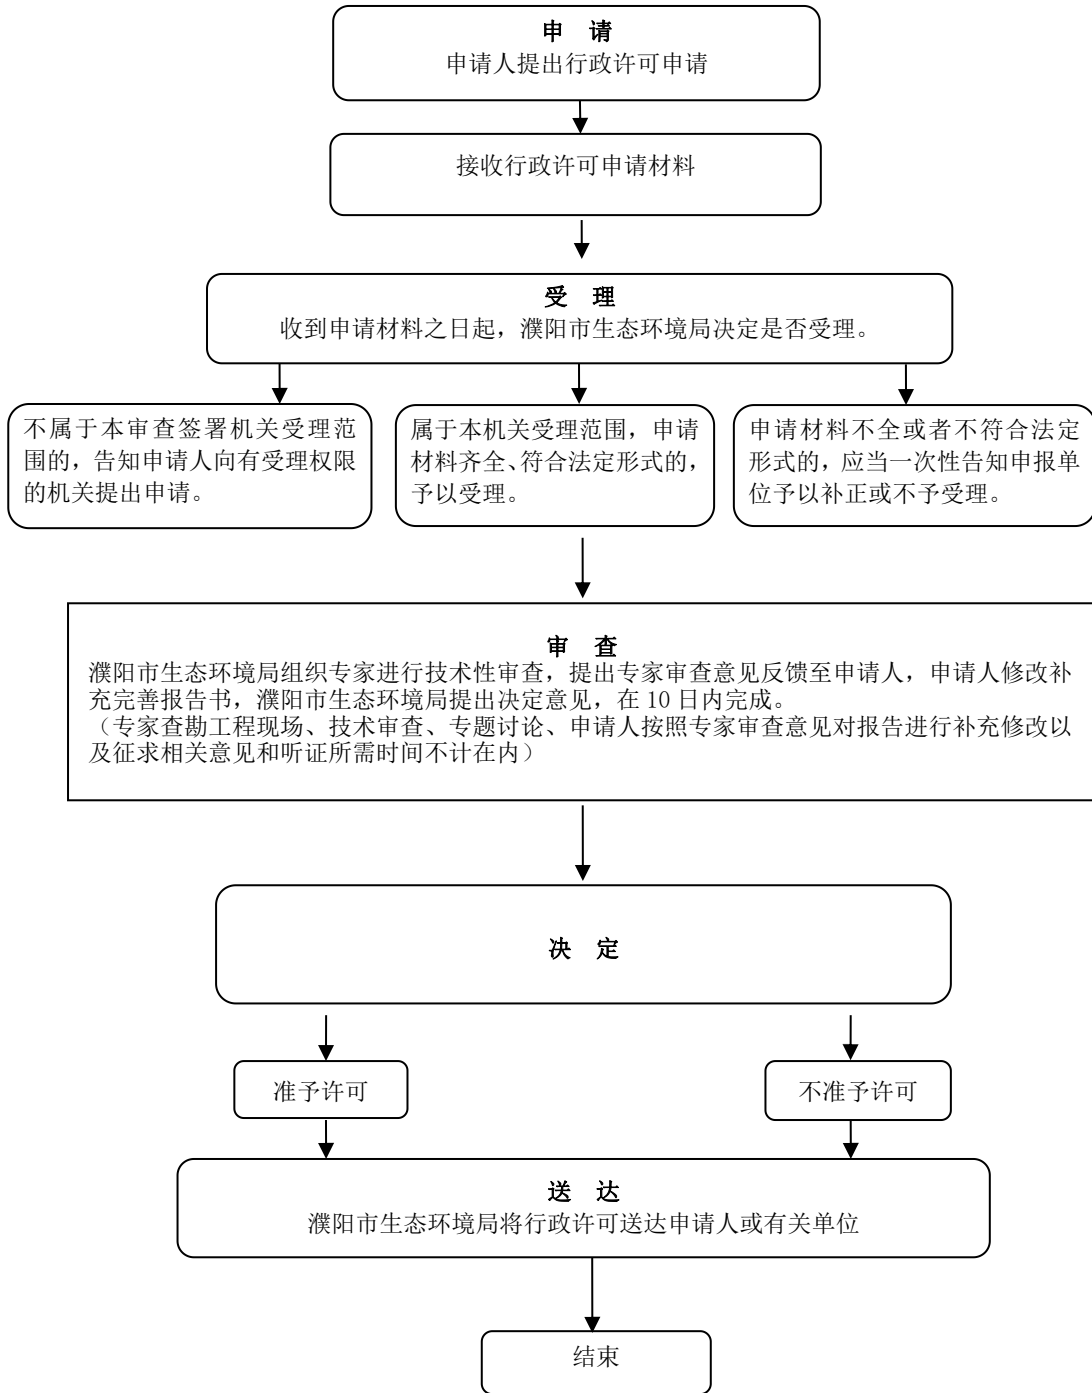 申 请
申请人提出行政许可申请
接收行政许可申请材料
受 理
收到申请材料之日起，濮阳市生态环境局决定是否受理。
不属于本审查签署机关受理范
围的，告知申请人向有受理权限
的机关提出申请。
属于本机关受理范围，申请
材料齐全、符合法定形式的，
予以受理。
申请材料不全或者不符合法定
形式的，应当一次性告知申报单
位予以补正或不予受理。
审 查
濮阳市生态环境局组织专家进行技术性审查，提出专家审查意见反馈至申请人，申请人修改补
充完善报告书，濮阳市生态环境局提出决定意见，在 10 日内完成。
（专家查勘工程现场、技术审查、专题讨论、申请人按照专家审查意见对报告进行补充修改以
及征求相关意见和听证所需时间不计在内）
决 定
准予许可
不准予许可
送 达
濮阳市生态环境局将行政许可送达申请人或有关单位
结束